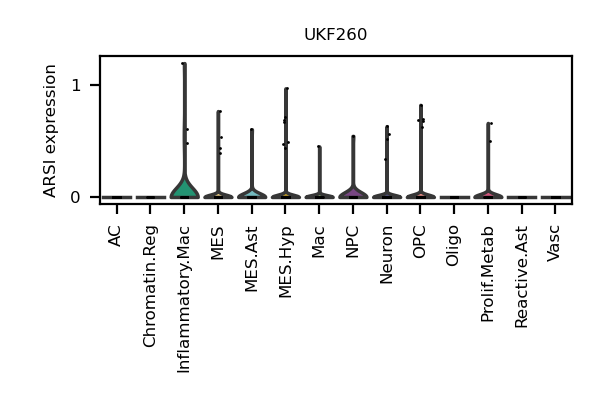 UKF260
ARSI expression
1
0
AC
Chromatin.Reg
Inflammatory.Mac
MES
MES.Ast
MES.Hyp
Mac
NPC
Neuron
OPC
Oligo
Prolif.Metab
Reactive.Ast
Vasc